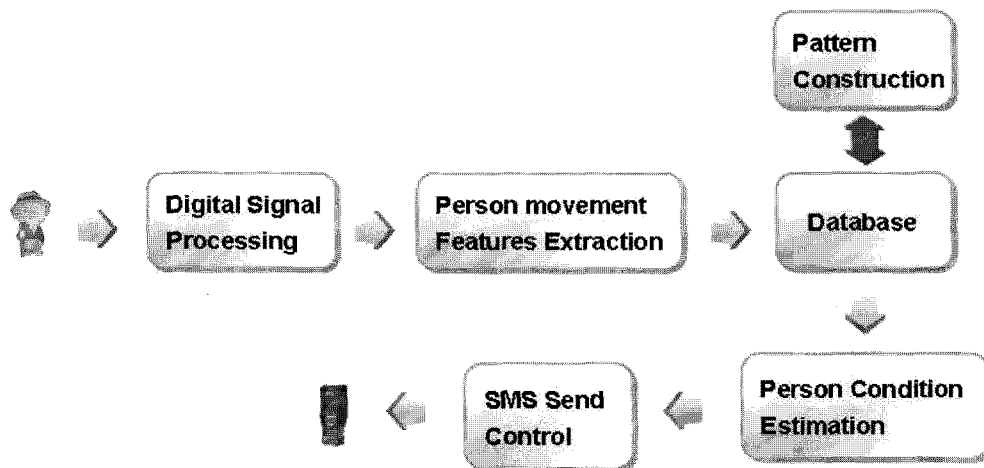 Pattern
Construction
Digital Signal
Processing
Person movement
Features Extraction
Database
Person Condition
Estimation
SMS Send
Control